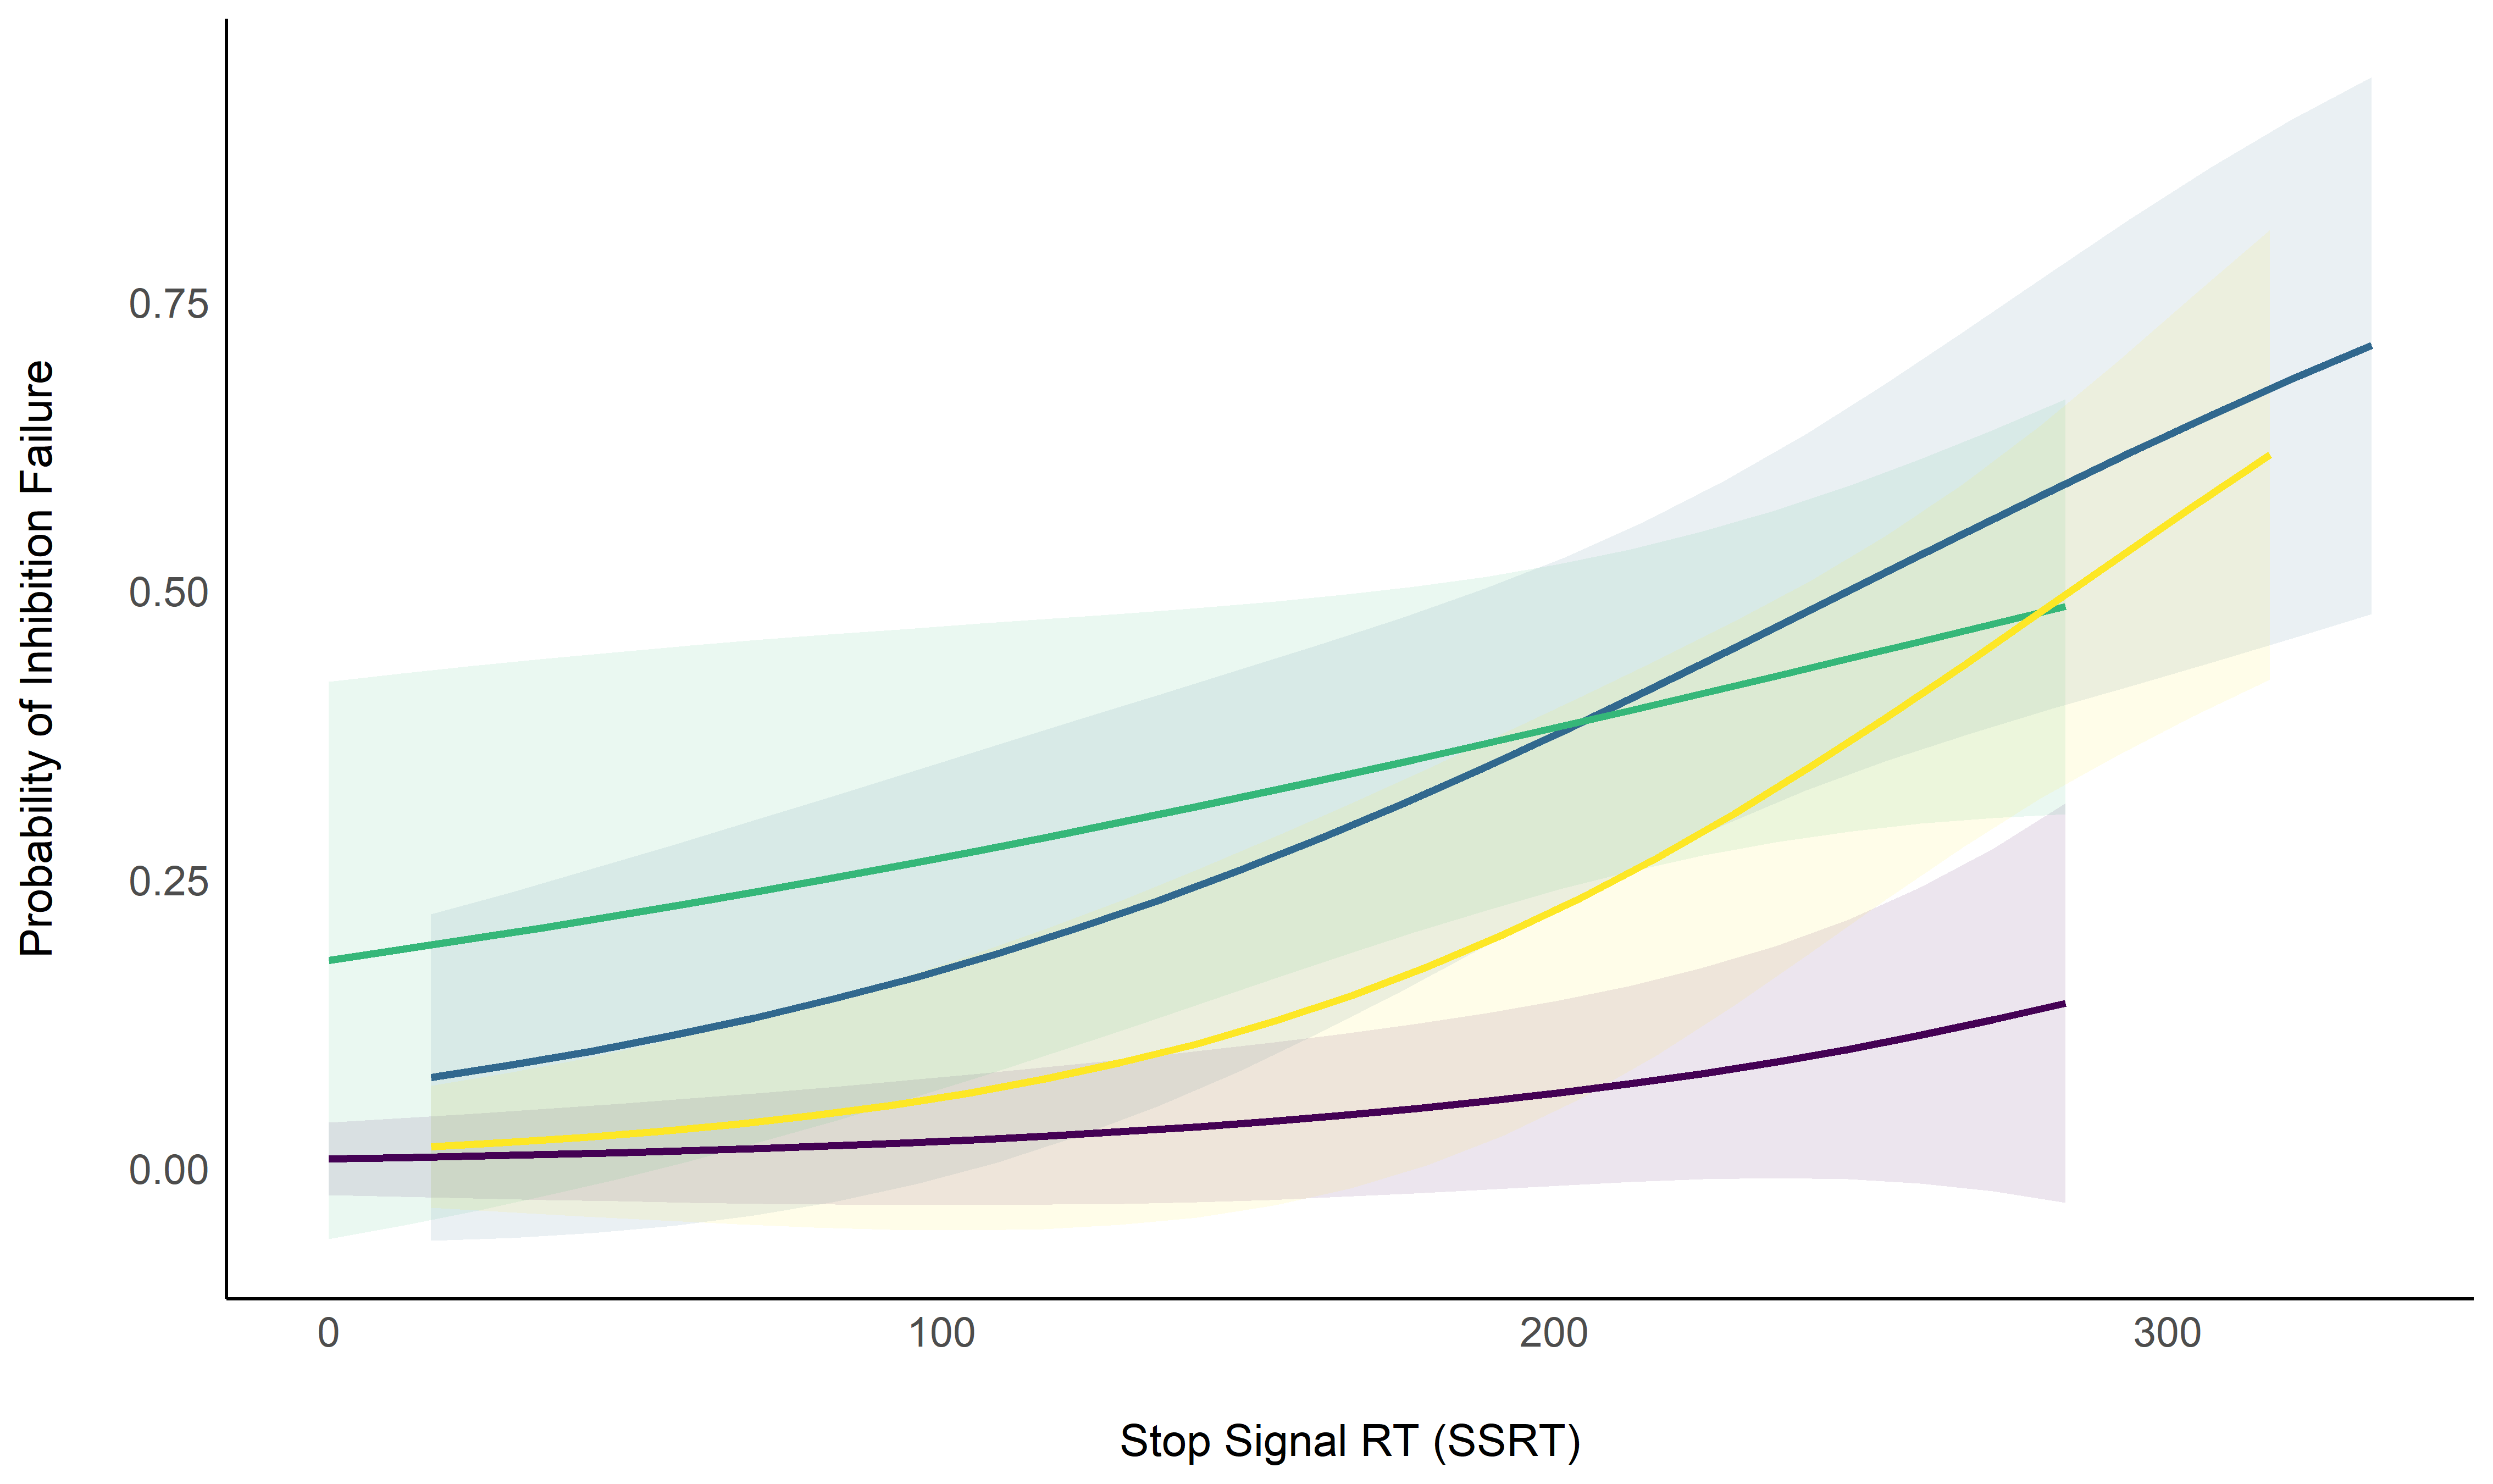 Probability of Inhibition Failure
0.75
0.50
0.25
0.00
0 100 200 300
Stop Signal RT (SSRT)